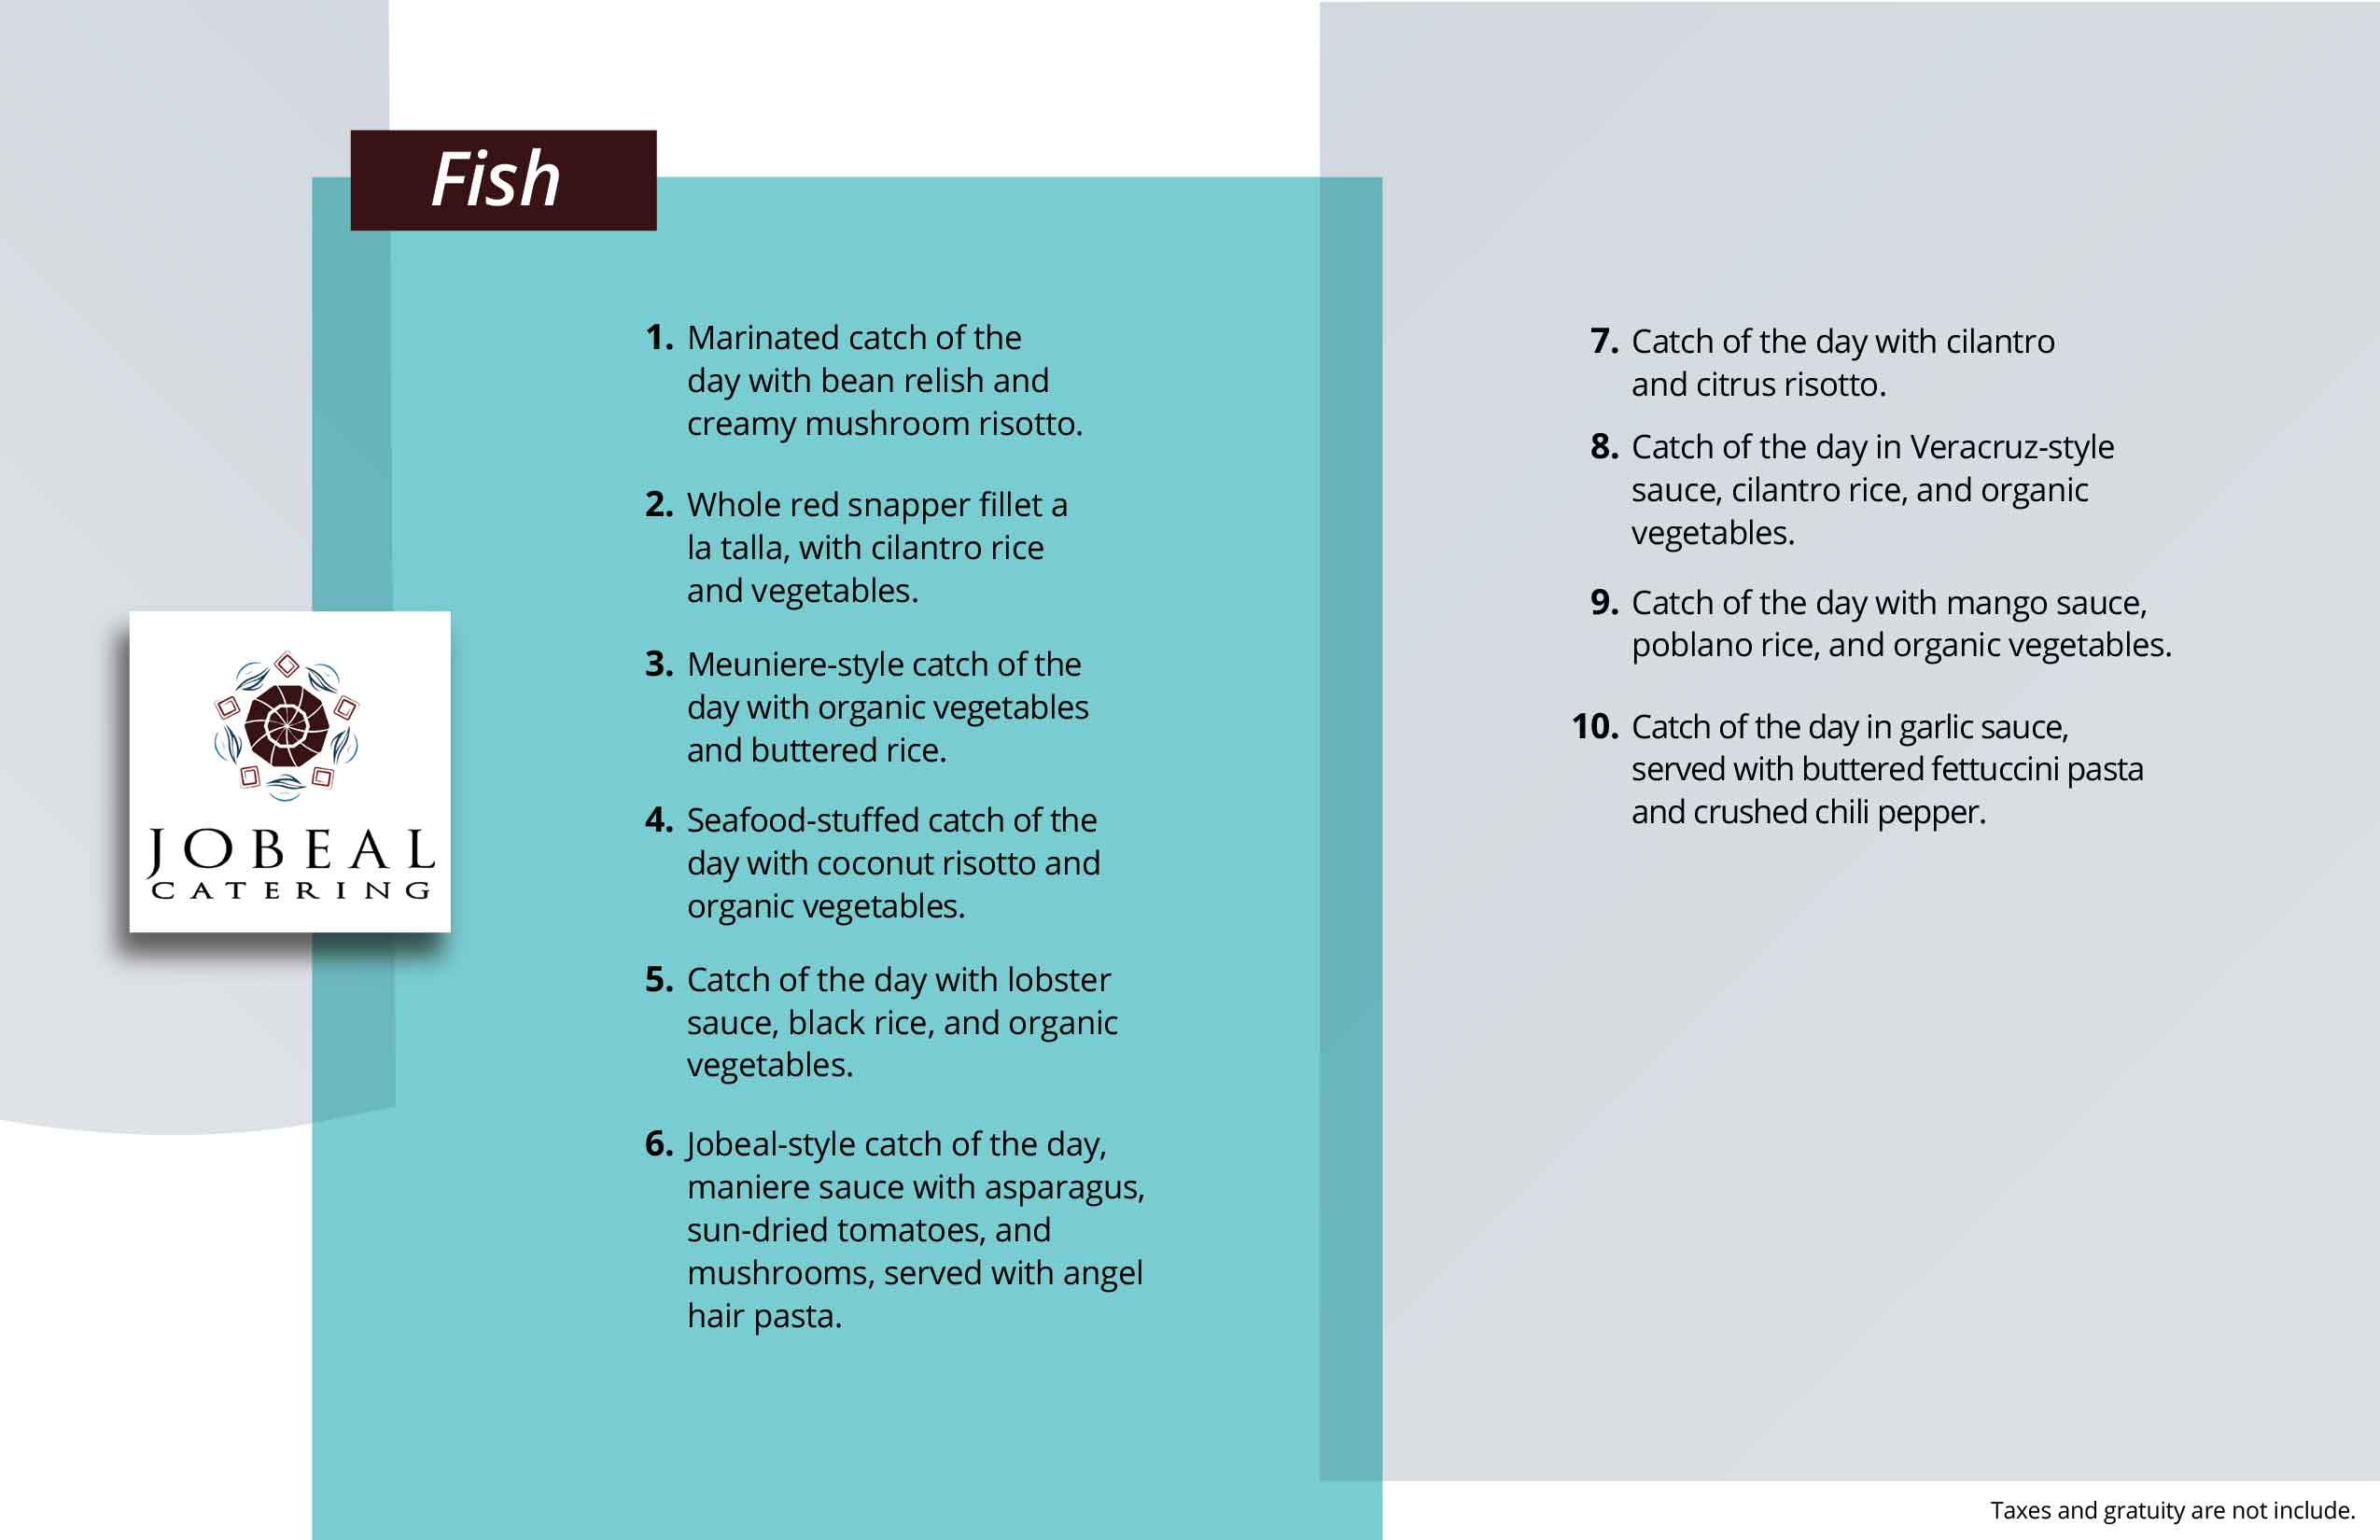 Fish
1. Marinated catch of the
day with bean relish and
creamy mushroom risotto.
2. Whole red snapper fillet a
la talla, with cilantro rice
and vegetables.
3. Meuniere-style catch of the
day with organic vegetables
and buttered rice.
4. Seafood-stuffed catch of the
day with coconut risotto and
organic vegetables.
5. Catch of the day with lobster
sauce, black rice, and organic
vegetables.
6. Jobeal-style catch of the day,
maniere sauce with asparagus,
sun-dried tomatoes, and
mushrooms, served with angel
hair pasta.
7. Catch of the day with cilantro
and citrus risotto.
8. Catch of the day in Veracruz-style
sauce, cilantro rice, and organic
vegetables.
9. Catch of the day with mango sauce,
poblano rice, and organic vegetables.
10. Catch of the day in garlic sauce,
served with buttered fettuccini pasta
and crushed chili pepper.
JOBEAL
CATERING
Taxes and gratuity are not include.